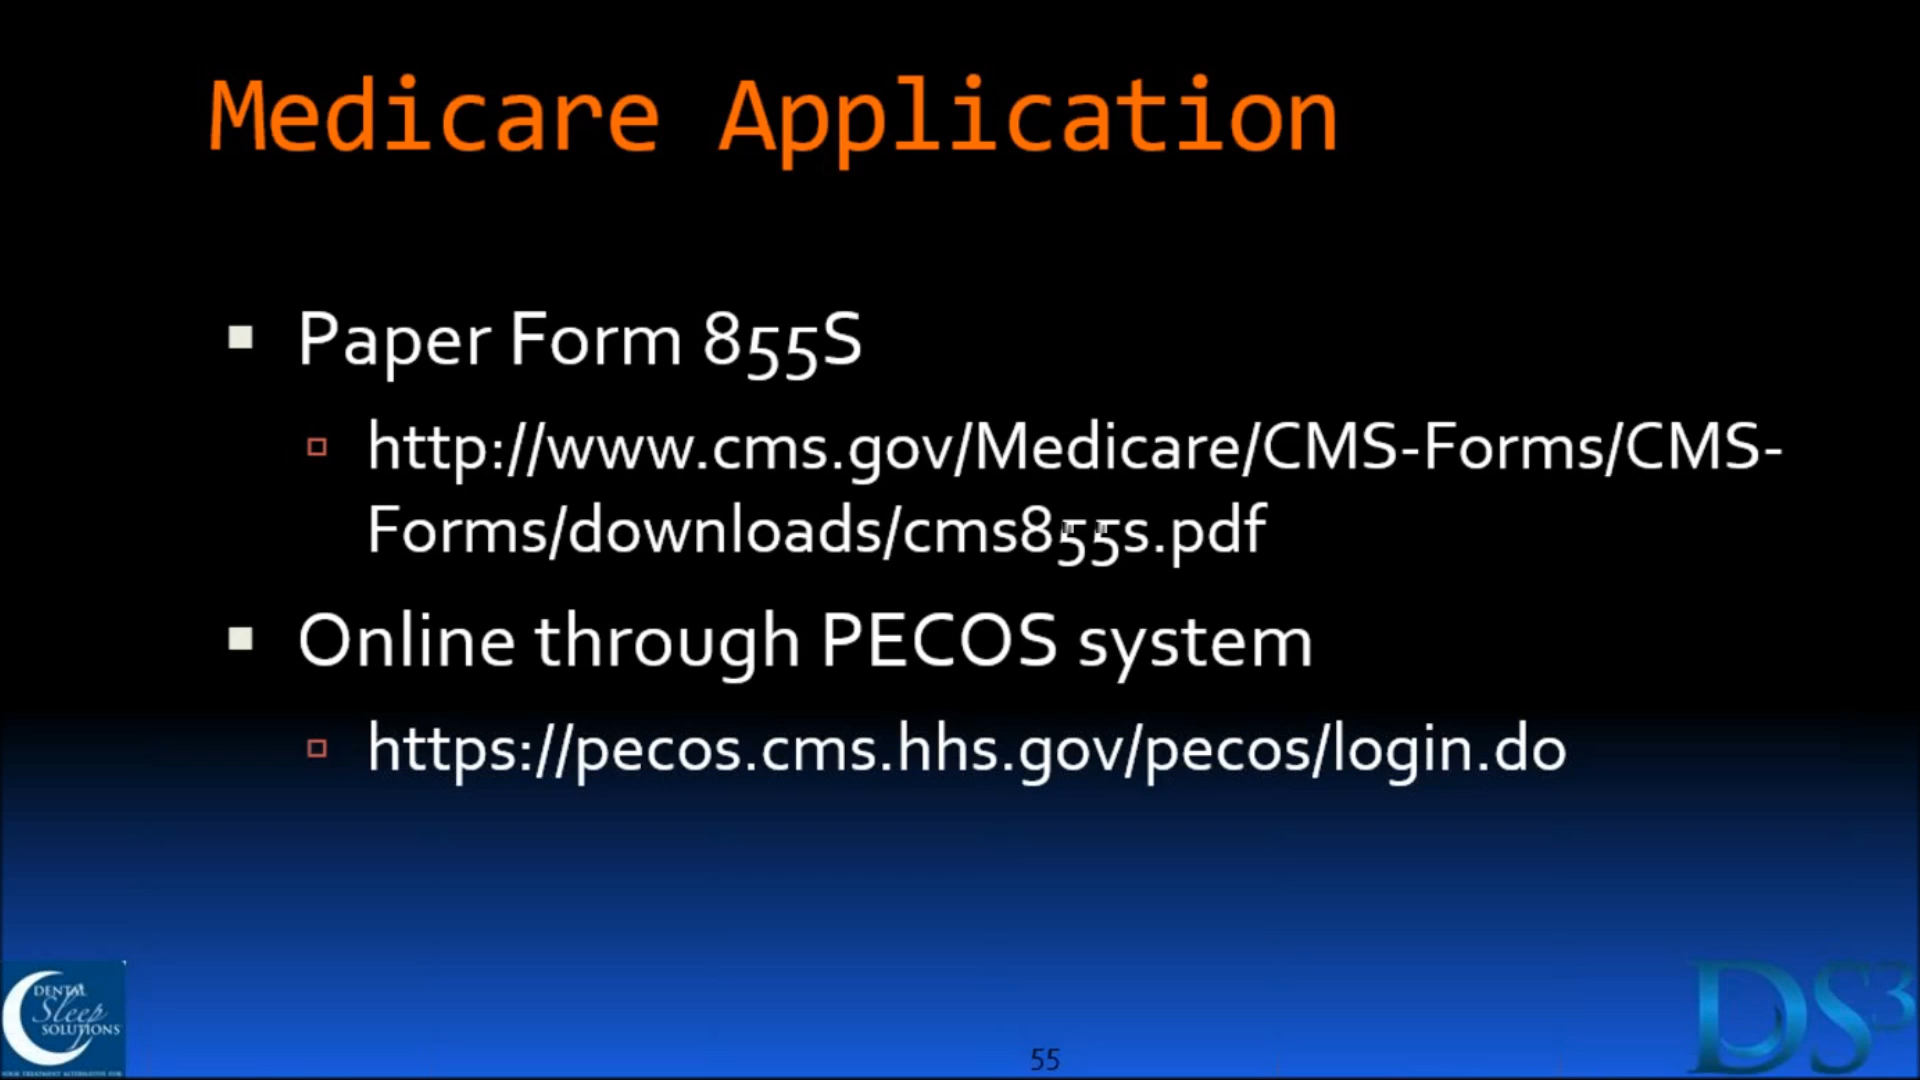 Medicare Application
Paper Form 855S
http://www.cms.gov/Medicare/CMS-Forms/CMS-
Forms/downloads/cms855s.pdf
Online through PECOS system
https://pecos.cms.hhs.gov/pecos/login.do
DENTAL
Sleep
SOLUTIONS
55
DS3